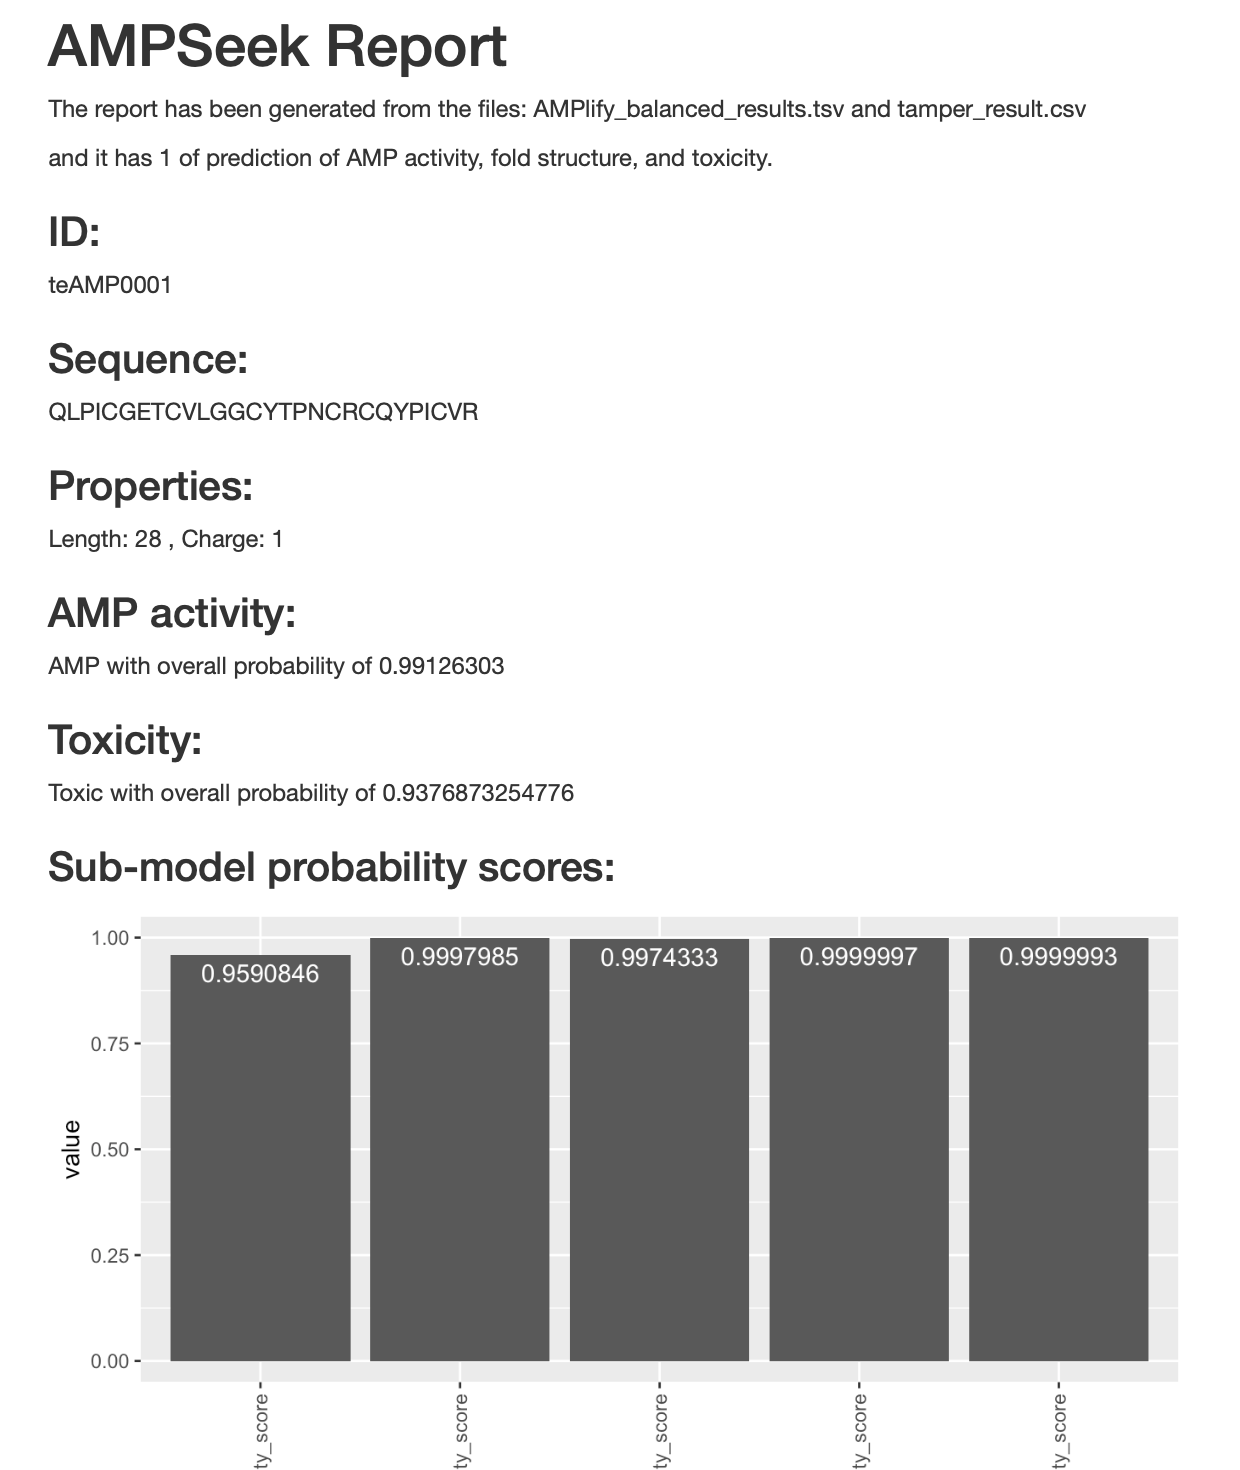 AMPSeek Report
The report has been generated from the files: AMPlify_balanced_results.tsv and tamper_result.csv
and it has 1 of prediction of AMP activity, fold structure, and toxicity.
ID:
teAMP0001
Sequence:
QLPICGETCVLGGCYTPNCRCQYPICVR
Properties:
Length: 28 , Charge: 1
AMP activity:
AMP with overall probability of 0.99126303
Toxicity:
Toxic with overall probability of 0.9376873254776
Sub-model probability scores:
1.00
0.9590846
0.9997985
0.9974333
0.9999997
0.9999993
0.75
value
0.50
0.25
0.00
ty_score
ty_score
ty_score
ty_score
ty_score